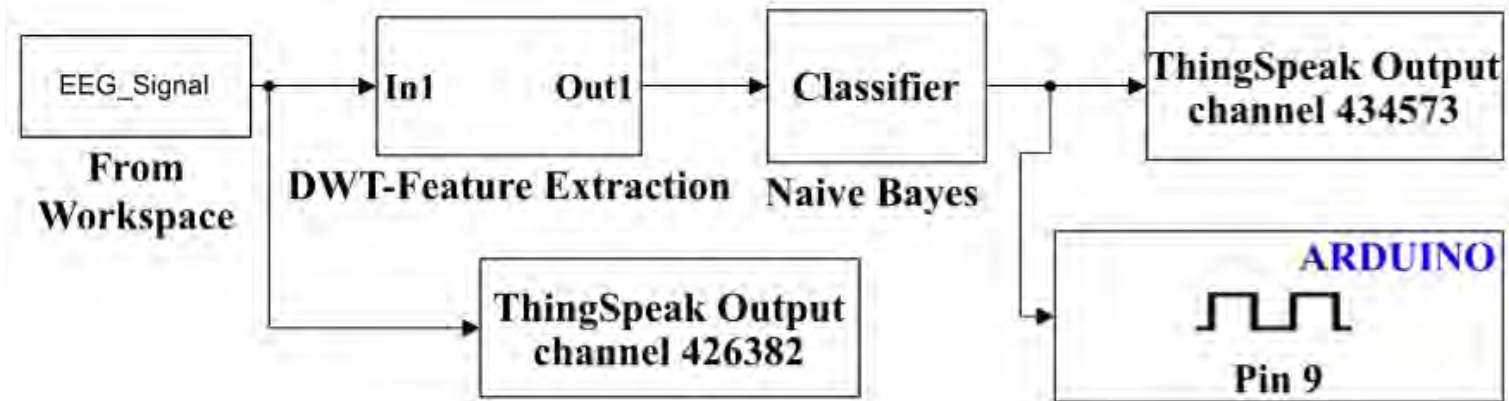 EEG_Signal
From
Workspace
In1 Out1
DWT-Feature Extraction
Classifier
Naive Bayes
ThingSpeak Output
channel 434573
ThingSpeak Output
channel 426382
ARDUINO
Pin 9